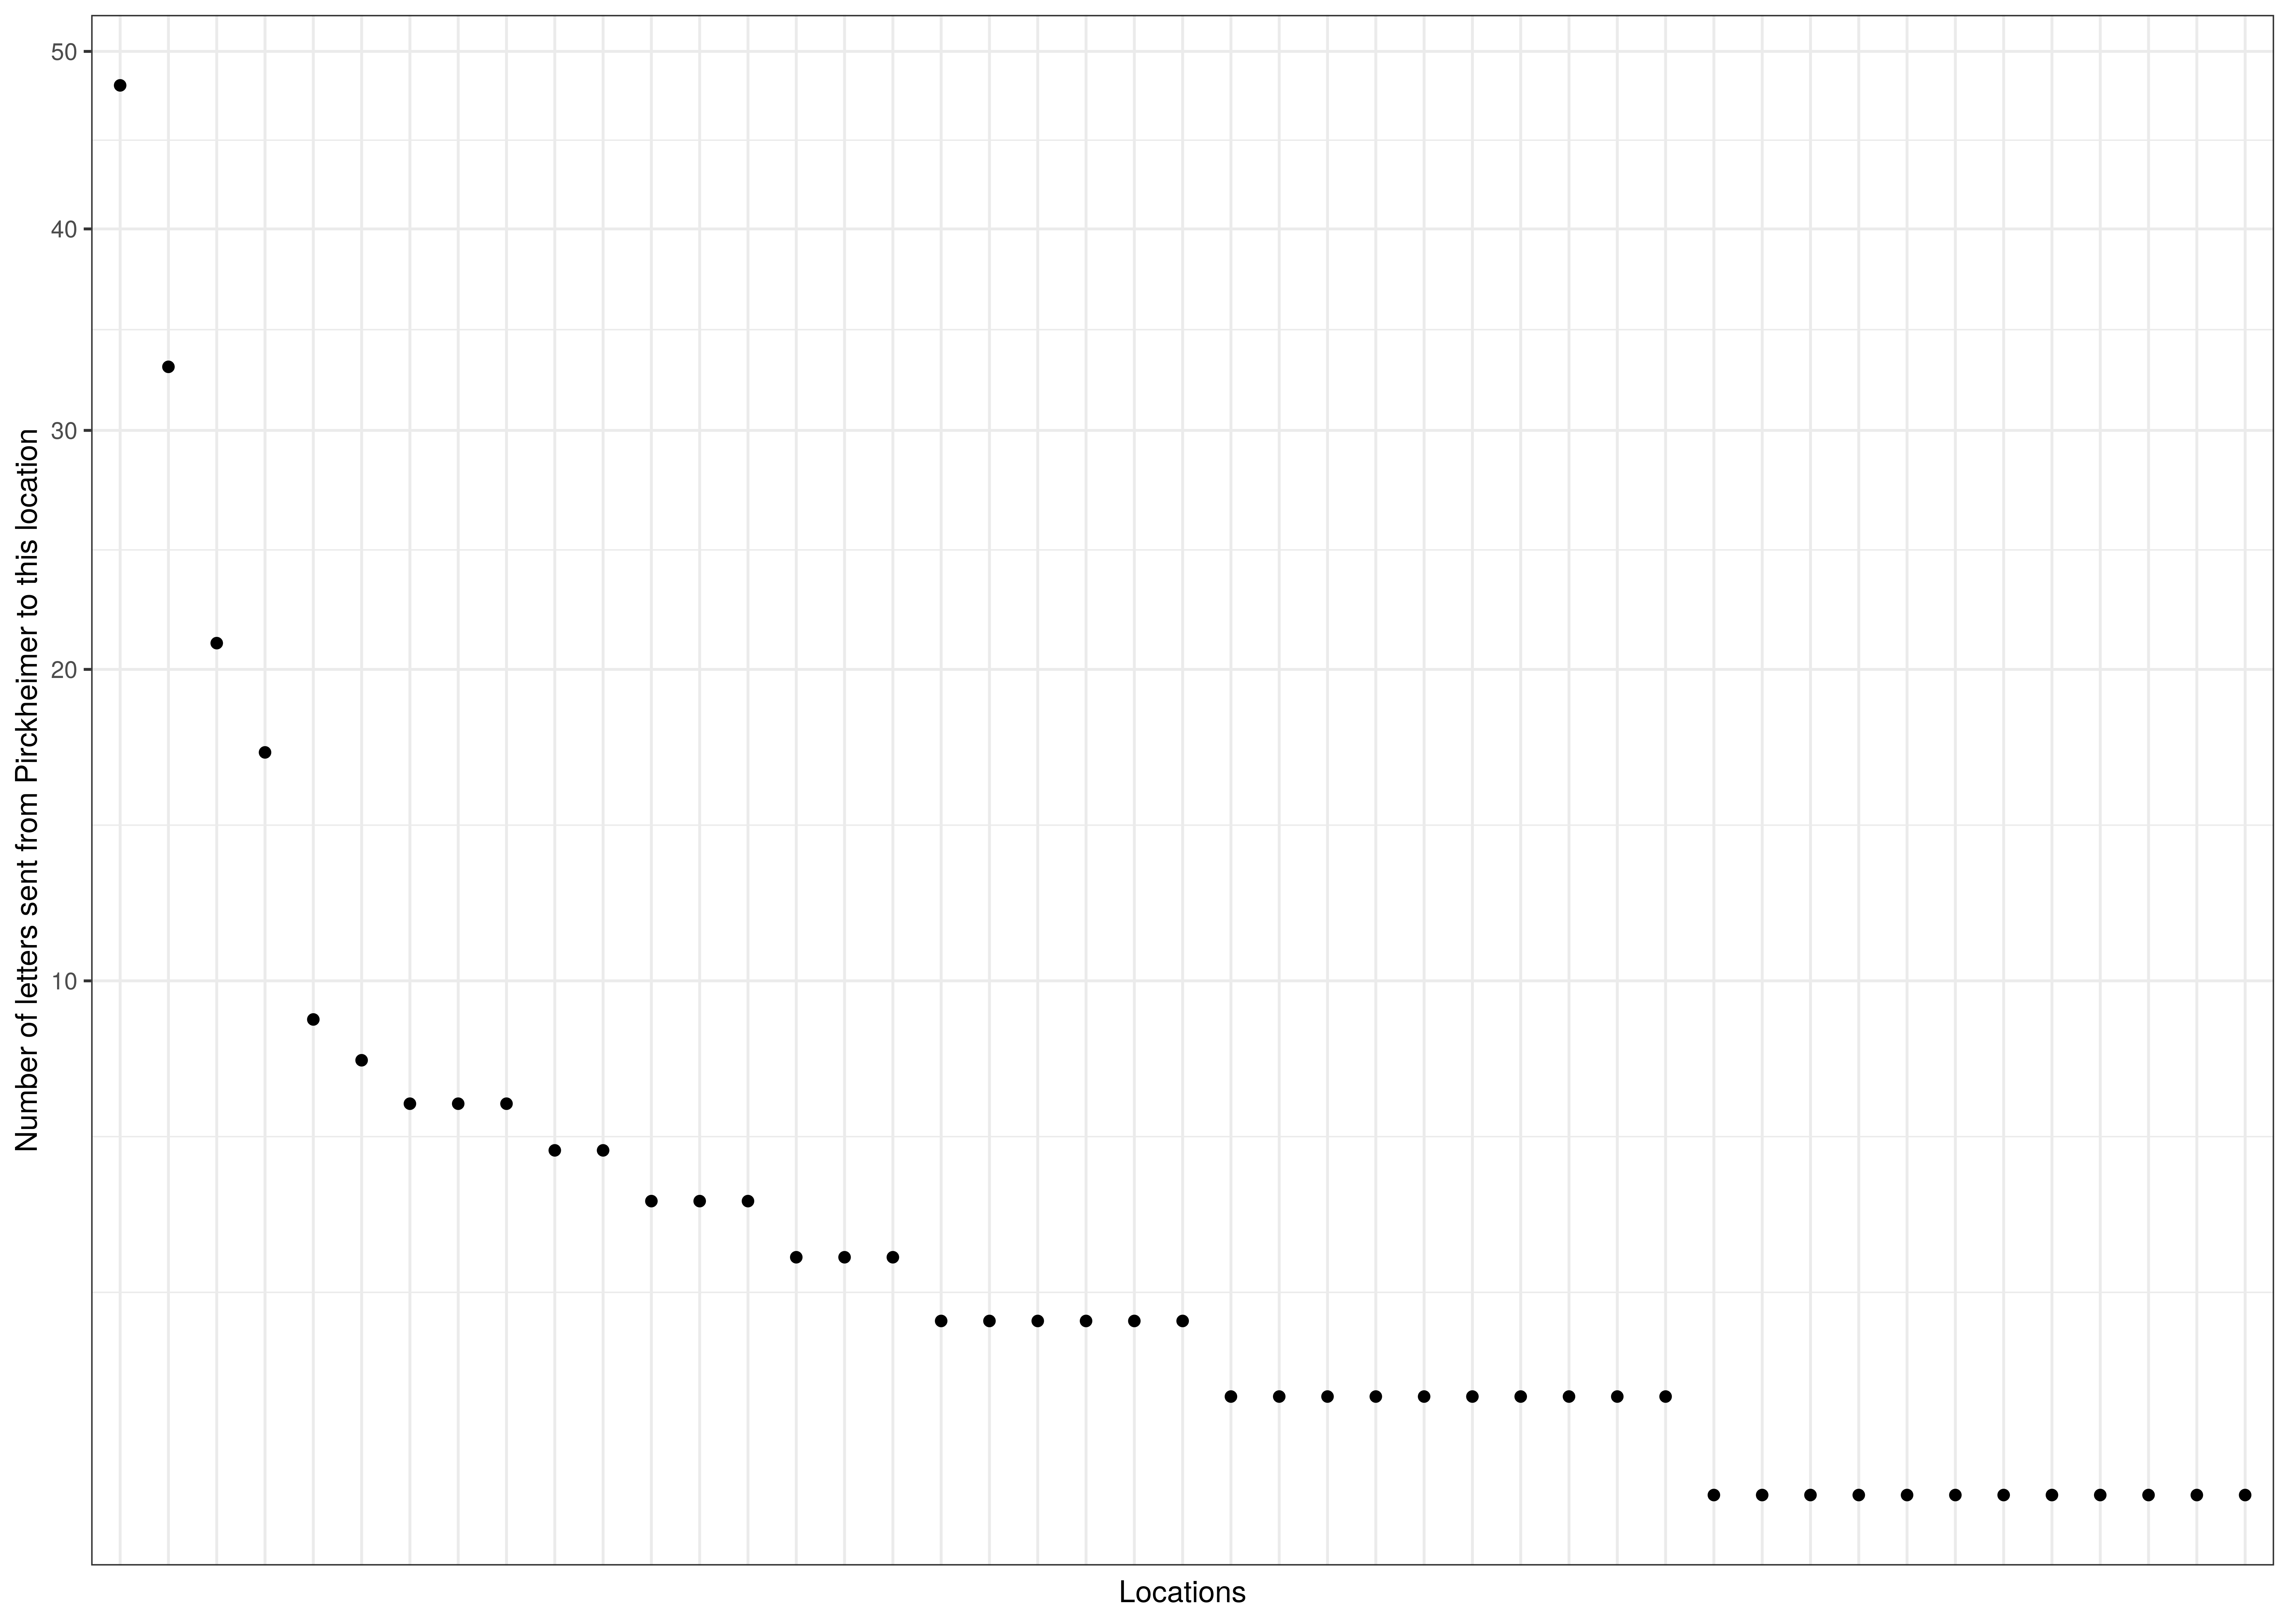 Number of letters sent from Pirckheimer to this location
50
40
30
20
10
Locations